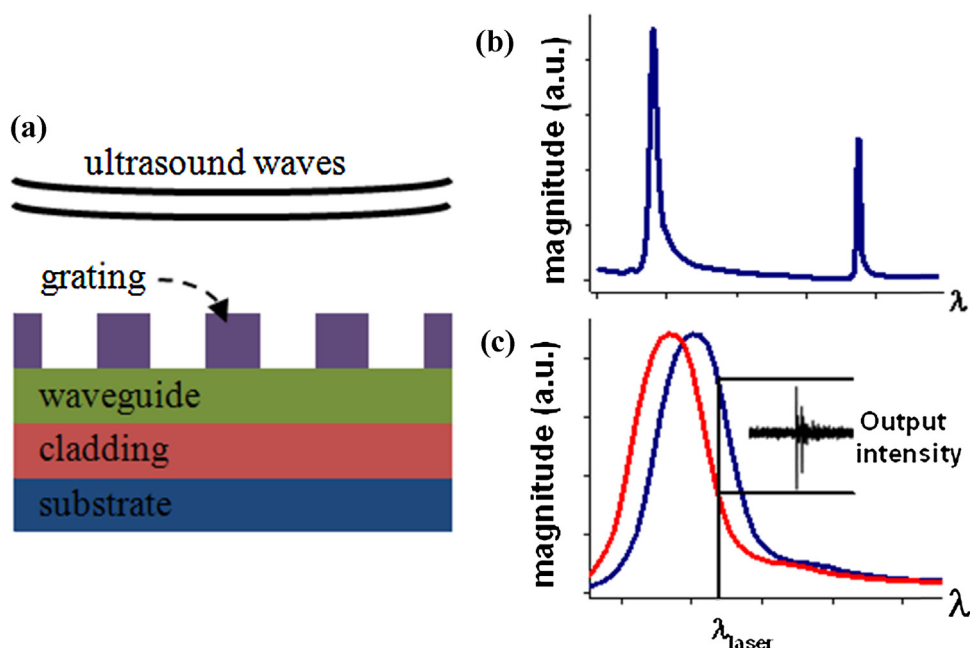 (a)
ultrasound waves
grating
waveguide
cladding
substrate
(b)
magnitude (a.u.)
λ
(c)
magnitude (a.u.)
Output
intensity
λ
λlaser